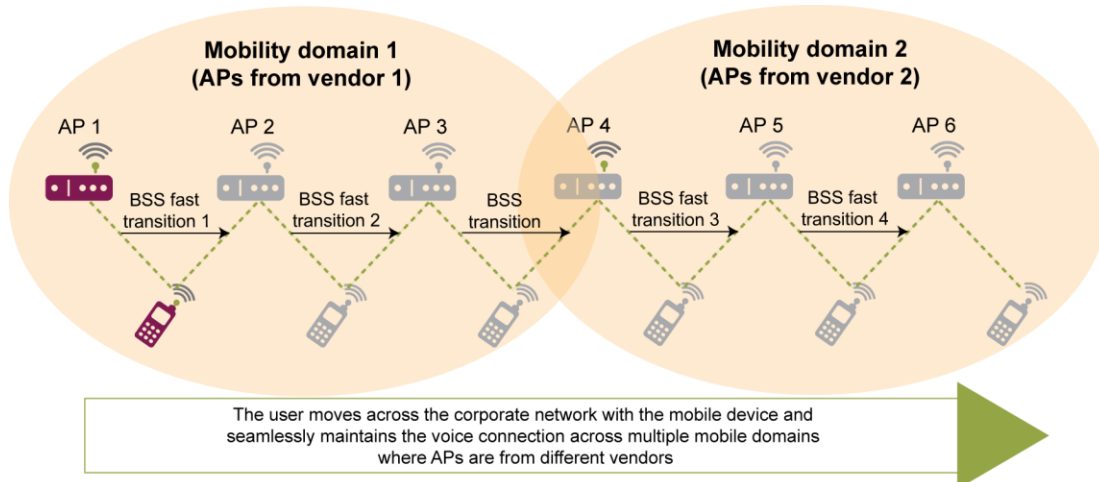 Mobility domain 1
(APs from vendor 1)
Mobility domain 2
(APs from vendor 2)
AP 1
AP 2
AP 3
AP 4
AP 5
AP 6
BSS fast
transition 1
BSS fast
transition 2
BSS
transition
BSS fast
transition 3
BSS fast
transition 4
The user moves across the corporate network with the mobile device and
seamlessly maintains the voice connection across multiple mobile domains
where APs are from different vendors